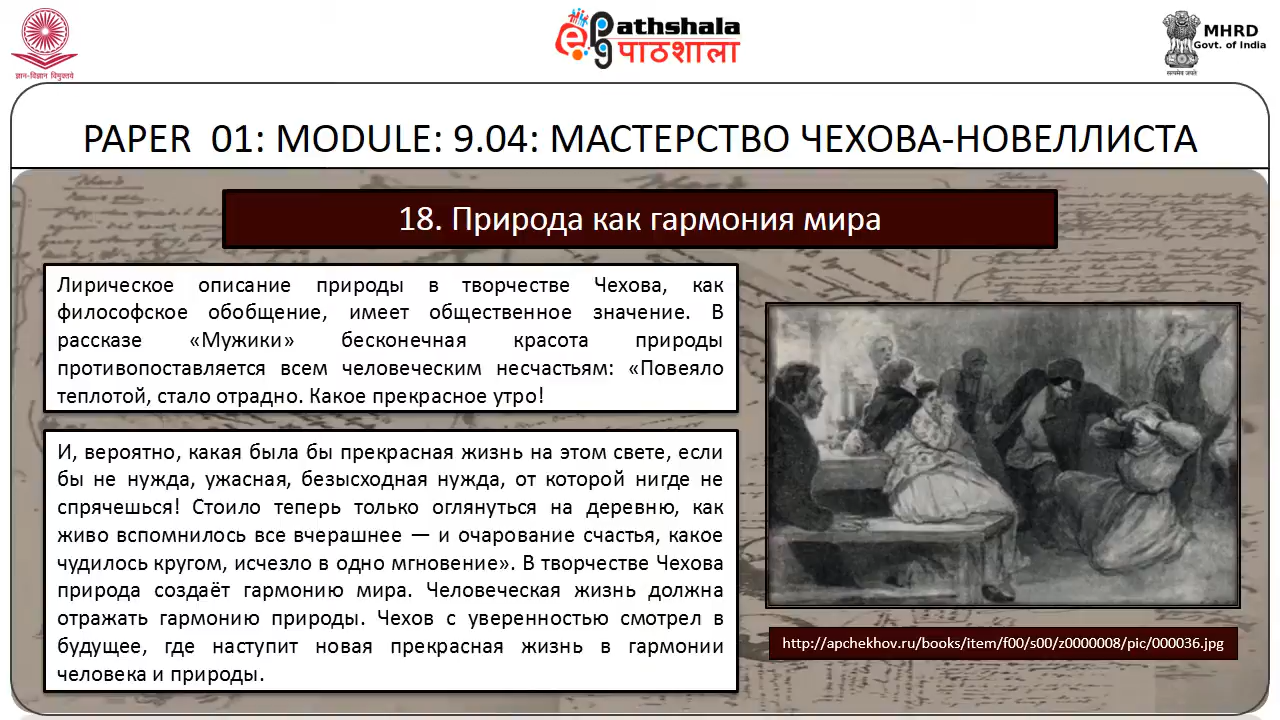 ज्ञान-विज्ञान विमुक्तये
ePg Pathshala
पाठशाला
सत्यमेव जयते
MHRD
Govt. of India
PAPER 01: MODULE: 9.04: МАСТЕРСТВО ЧЕХОВА-НОВЕЛЛИСТА
18. Природа как гармония мира
Лирическое описание природы в творчестве Чехова, как
философское обобщение, имеет общественное значение. В
рассказе «Мужики» бесконечная красота природы
противопоставляется всем человеческим несчастьям: «Повеяло
теплотой, стало отрадно. Какое прекрасное утро!
И, вероятно, какая была бы прекрасная жизнь на этом свете, если
бы не нужда, ужасная, безысходная нужда, от которой нигде не
спрячешься! Стоило теперь только оглянуться на деревню, как
живо вспомнилось все вчерашнее — и очарование счастья, какое
чудилось кругом, исчезло в одно мгновение». В творчестве Чехова
природа создаёт гармонию мира. Человеческая жизнь должна
отражать гармонию природы. Чехов с уверенностью смотрел в
будущее, где наступит новая прекрасная жизнь в гармонии
человека и природы.
http://apchekhov.ru/books/item/f00/s00/z0000008/pic/000036.jpg